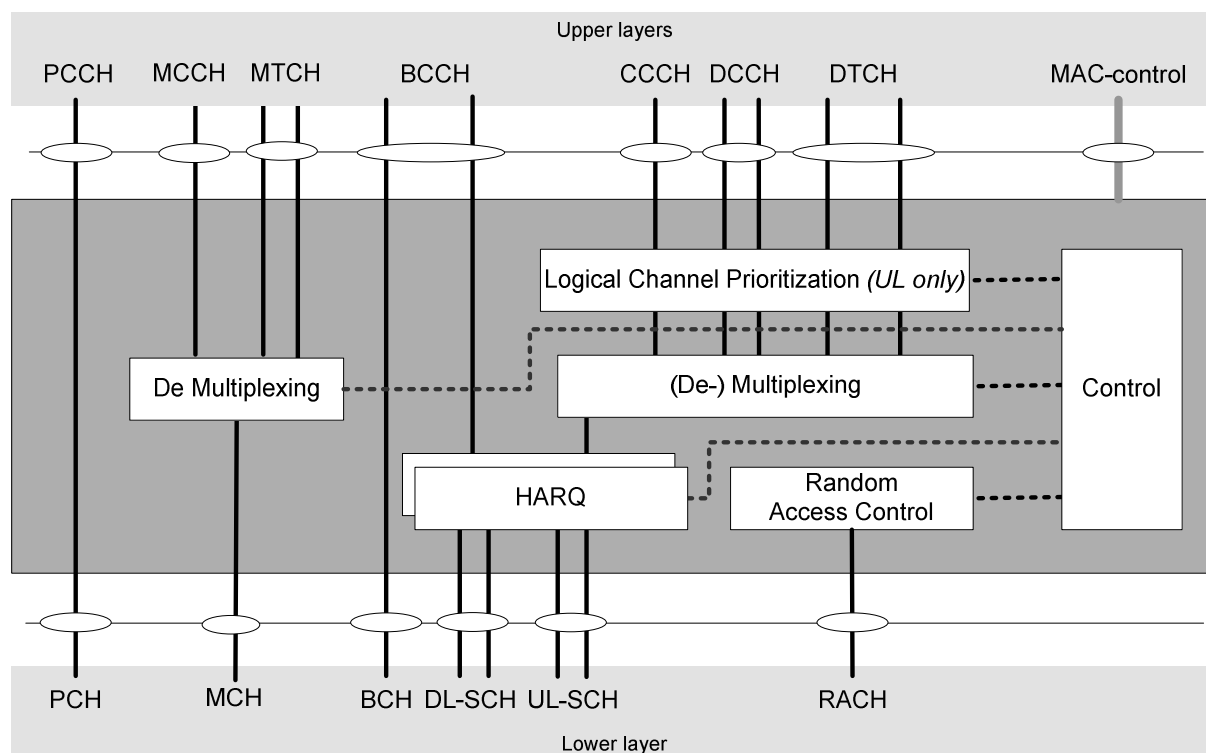 Upper layers
PCCH MCCH MTCH BCCH CCCH DCCH DTCH MAC-control
Logical Channel Prioritization (UL only)
De Multiplexing
(De-) Multiplexing
Control
HARQ
Random
Access Control
PCH MCH BCH DL-SCH UL-SCH RACH
Lower layer